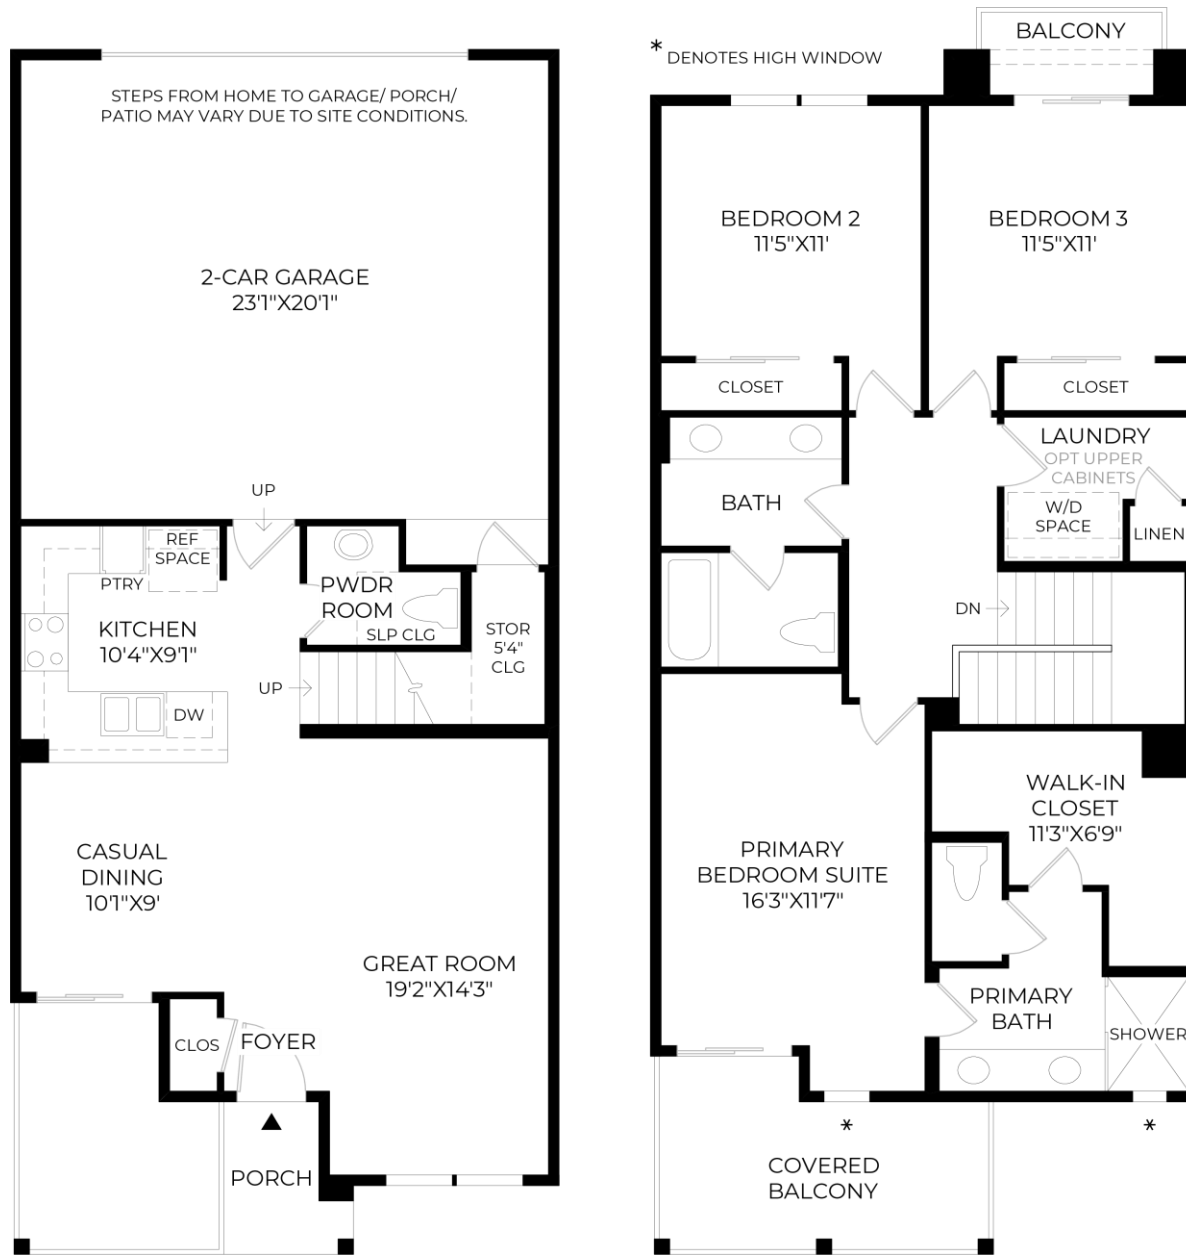 STEPS FROM HOME TO GARAGE/ PORCH/
PATIO MAY VARY DUE TO SITE CONDITIONS.
2-CAR GARAGE
23'1"X20'1"
UP
REF
SPACE
PTRY
KITCHEN
10'4"X9'1"
PWDR
ROOM
SLP CLG
STOR
5'4"
CLG
UP
DW
CASUAL
DINING
10'1"X9'
GREAT ROOM
19'2"X14'3"
CLOS
FOYER
PORCH
* DENOTES HIGH WINDOW
BALCONY
BEDROOM 2
11'5"X11'
BEDROOM 3
11'5"X11'
CLOSET
CLOSET
LAUNDRY
OPT UPPER
CABINETS
BATH
W/D
SPACE
LINEN
DN
WALK-IN
CLOSET
11'3"X6'9"
PRIMARY
BEDROOM SUITE
16'3"X11'7"
PRIMARY
BATH
SHOWER
*
*
COVERED
BALCONY